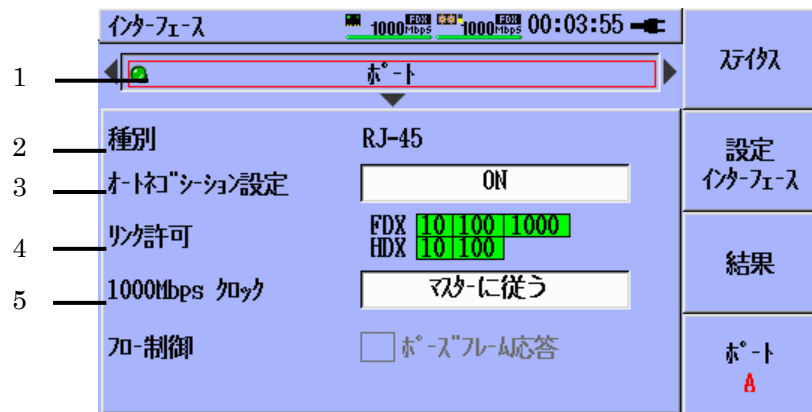 ｲﾝﾀｰﾌｪｰｽ 1000 FDX Mbps 1000 FDX Mbps 00:03:55
ｽﾃｲﾀｽ
1 ﾎﾟｰﾄ
2 種別 RJ-45
設定
ｲﾝﾀｰﾌｪｰｽ
3 ｵｰﾄﾈｺﾞｼｰｼｮﾝ設定 ON
4 ﾘﾝｸ許可 FDX 10 100 1000
HDX 10 100
結果
5 1000Mbps ｸﾛｯｸ ﾏｽﾀｰに従う
ﾌﾛｰ制御 ﾎﾟｰｽﾞﾌﾚｰﾑ応答
ﾎﾟｰﾄ
A